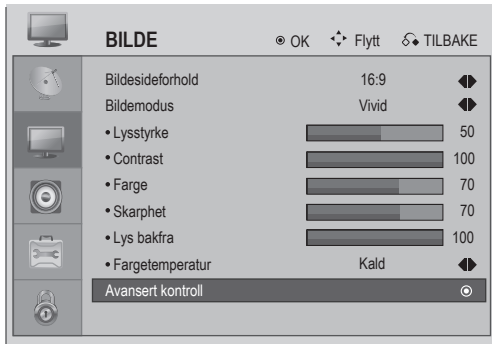 BILDE OK Flytt TILBAKE
Bildesideforhold 16:9
Bildemodus Vivid
• Lysstyrke 50
• Contrast 100
• Farge 70
• Skarphet 70
• Lys bakfra 100
• Fargetemperatur Kald
Avansert kontroll